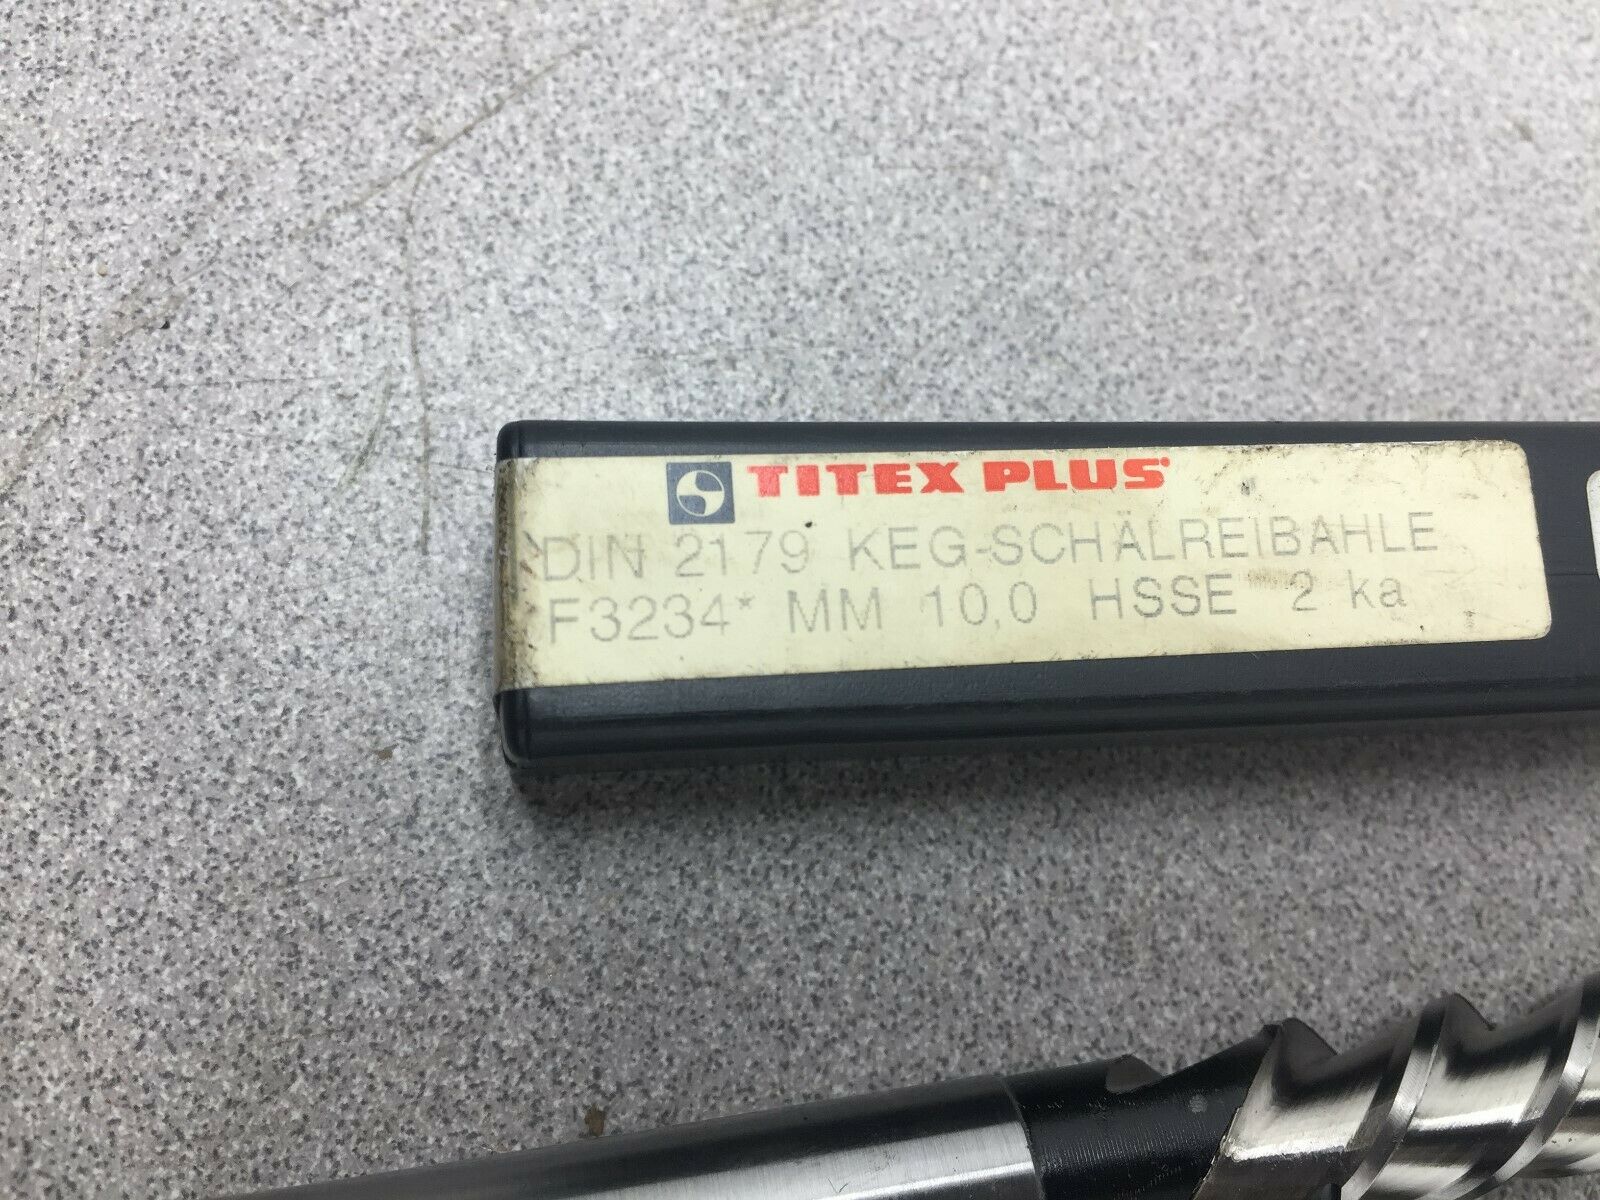 TITEX PLUS
DIN 2179 KEG-SCHÄLREIBAHLE
F3234* MM 10,0 HSSE 2 ka